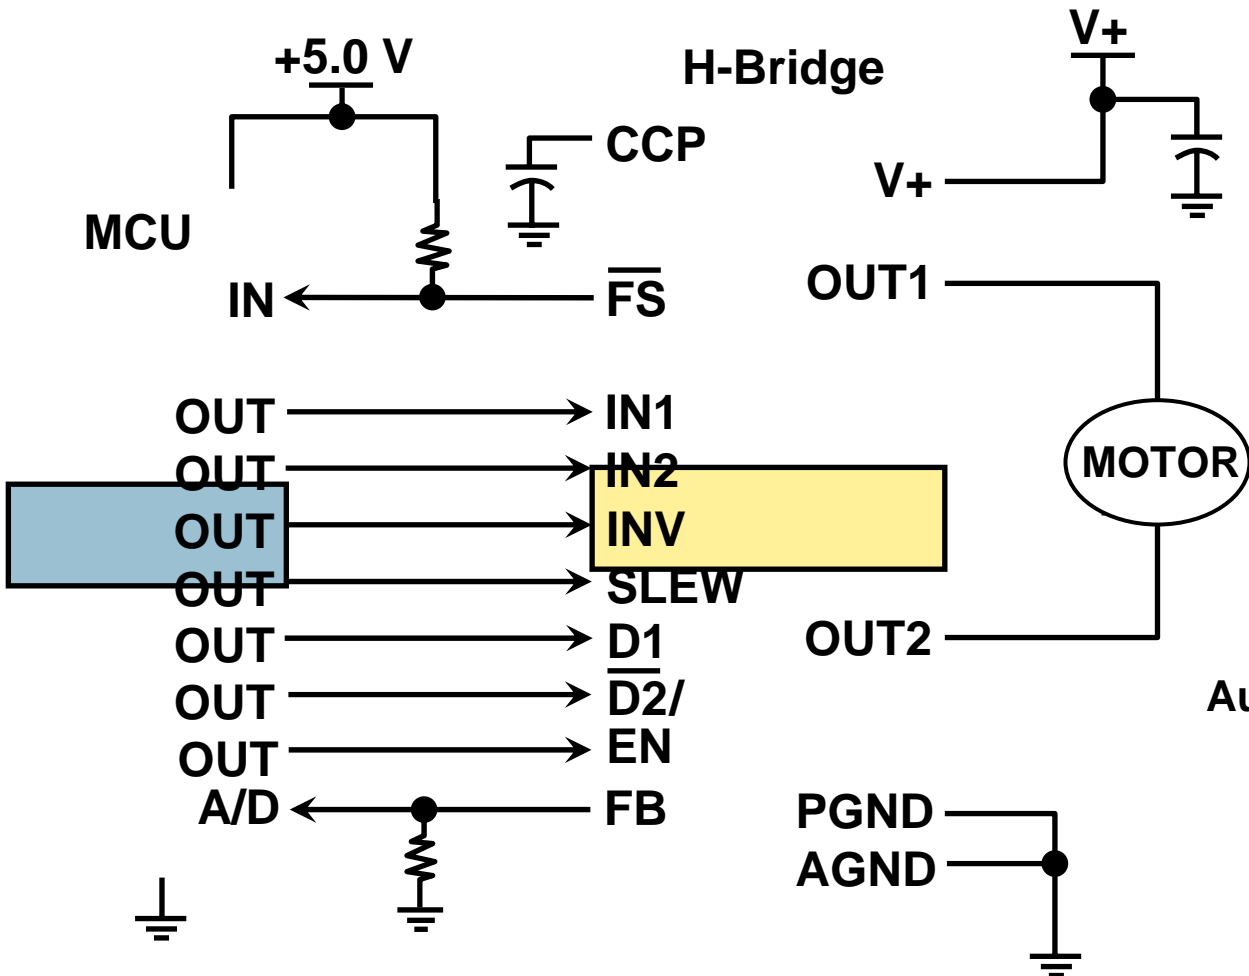 V+
+5.0 V
H-Bridge
CCP
V+
MCU
IN
FS
OUT1
OUT IN1
OUT IN2
MOTOR
OUT INV
OUT SLEW
OUT D1
OUT2
OUT D2/
Au
OUT EN
A/D FB
PGND
AGND